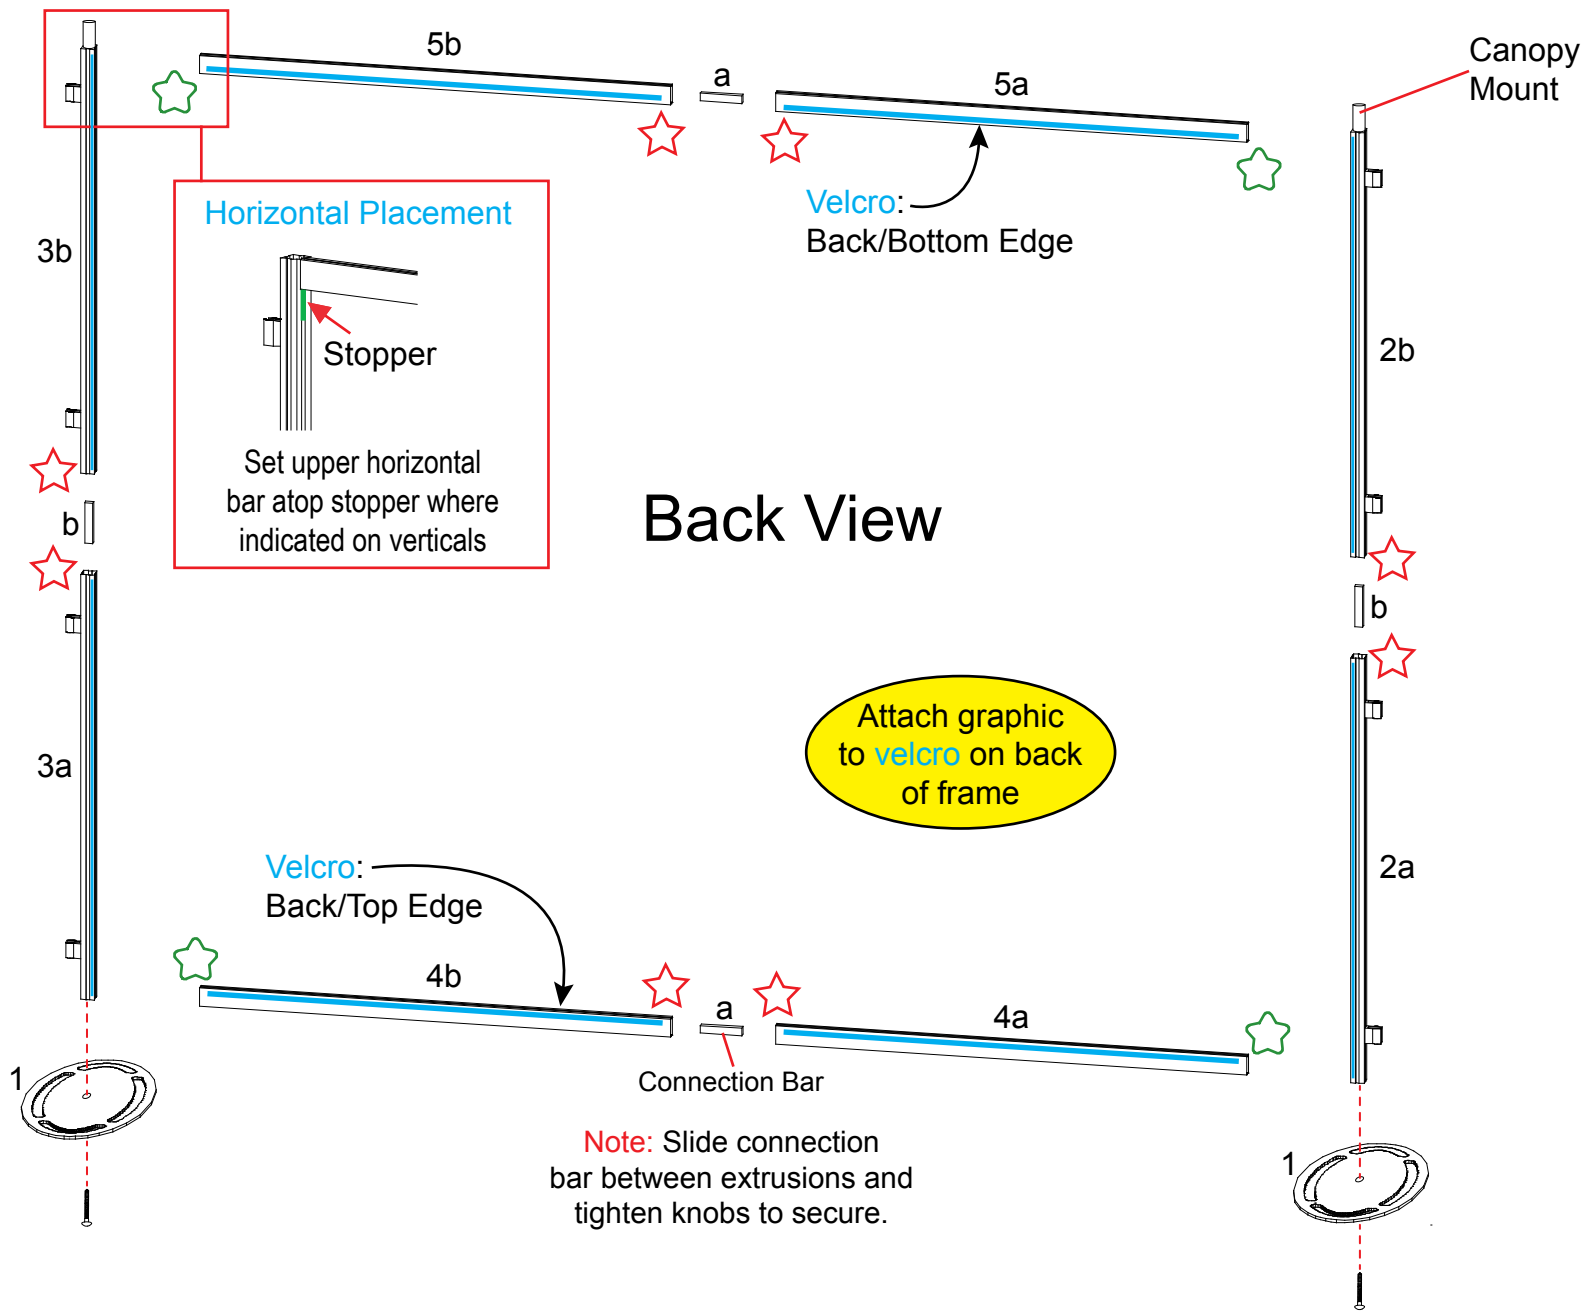 5b
a
5a
Canopy
Mount
Velcro:
Back/Bottom Edge
Horizontal Placement
Stopper
Set upper horizontal
bar atop stopper where
indicated on verticals
3b
2b
b
Back View
b
Attach graphic
to velcro on back
of frame
3a
2a
Velcro:
Back/Top Edge
4b
a
4a
Connection Bar
1
Note: Slide connection
bar between extrusions and
tighten knobs to secure.
1